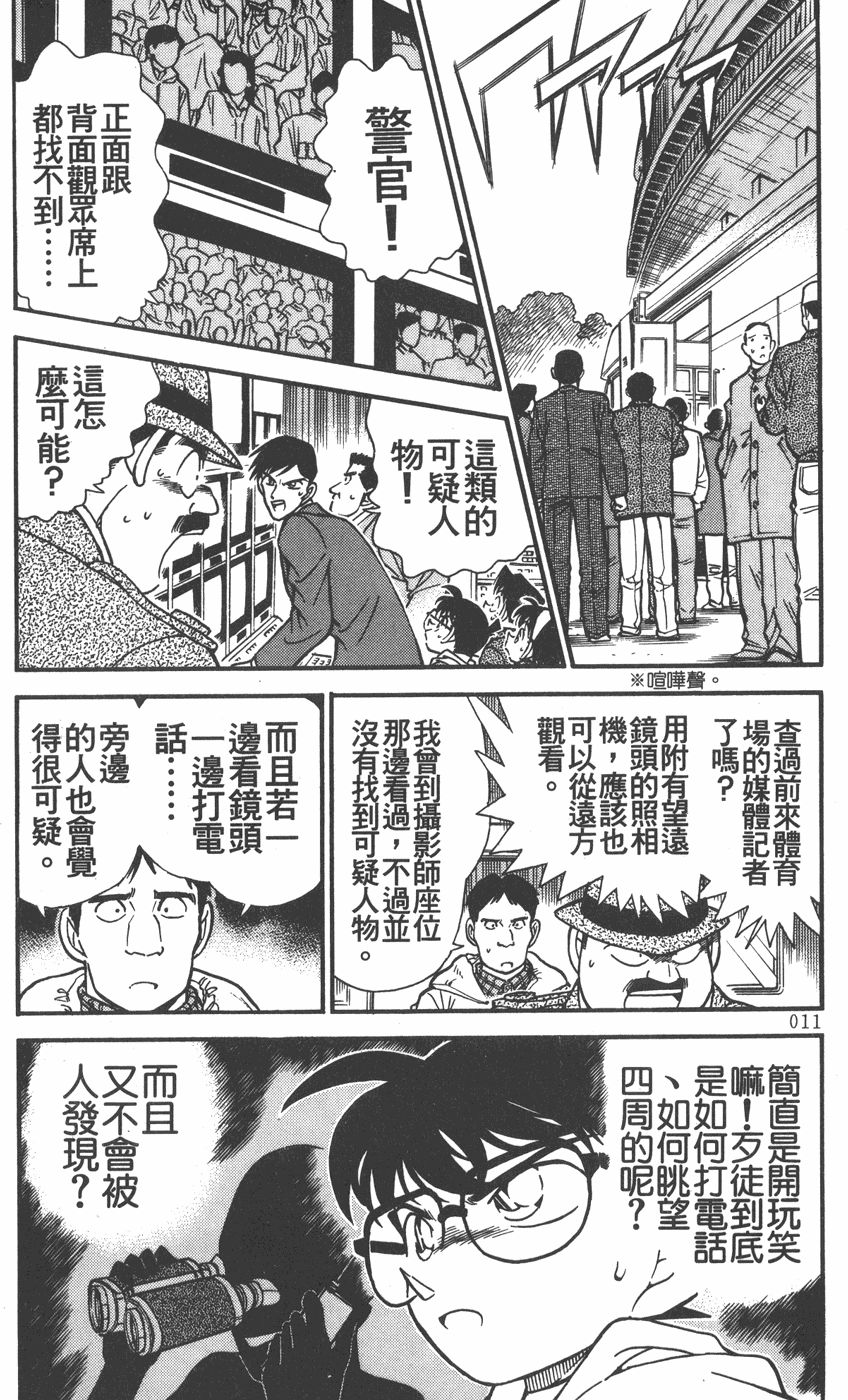 ※喧嘩聲。
警官！
正面跟
背面觀眾席上
都找不到……
這類的
可疑人
物！
這怎
麼可能？
查過前來體育
場的媒體記者
了嗎？
用附有望遠
鏡頭的照相
機，應該也
可以從遠方
觀看。
我曾到攝影師座位
那邊看過，不過並
沒有找到可疑人物。
而且若一
邊看鏡頭
一邊打電
話……
旁邊
的人也會覺
得很可疑。
011
簡直是開玩笑
嘛！歹徒到底
是如何打電話
、如何眺望
四周的呢？
而且
又不會被
人發現？